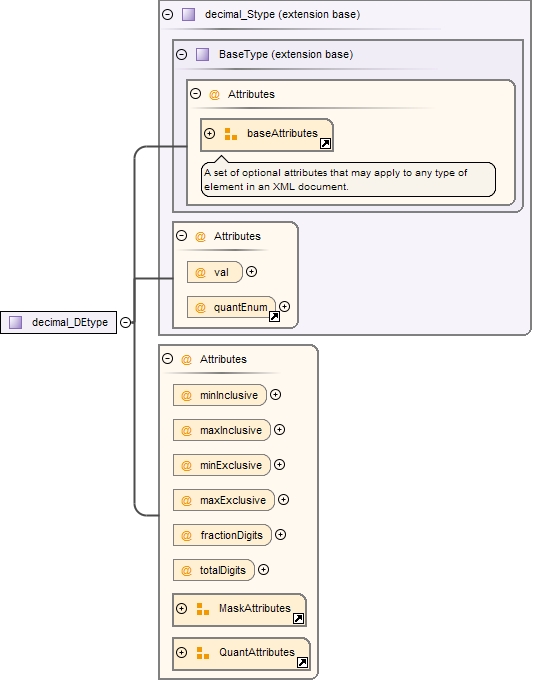 decimal_Stype (extension base)
BaseType (extension base)
@ Attributes
baseAttributes
A set of optional attributes that may apply to any type of
element in an XML document.
@ Attributes
@ val
@ quantEnum
decimal_DEtype
@ Attributes
@ minInclusive
@ maxInclusive
@ minExclusive
@ maxExclusive
@ fractionDigits
@ totalDigits
MaskAttributes
QuantAttributes